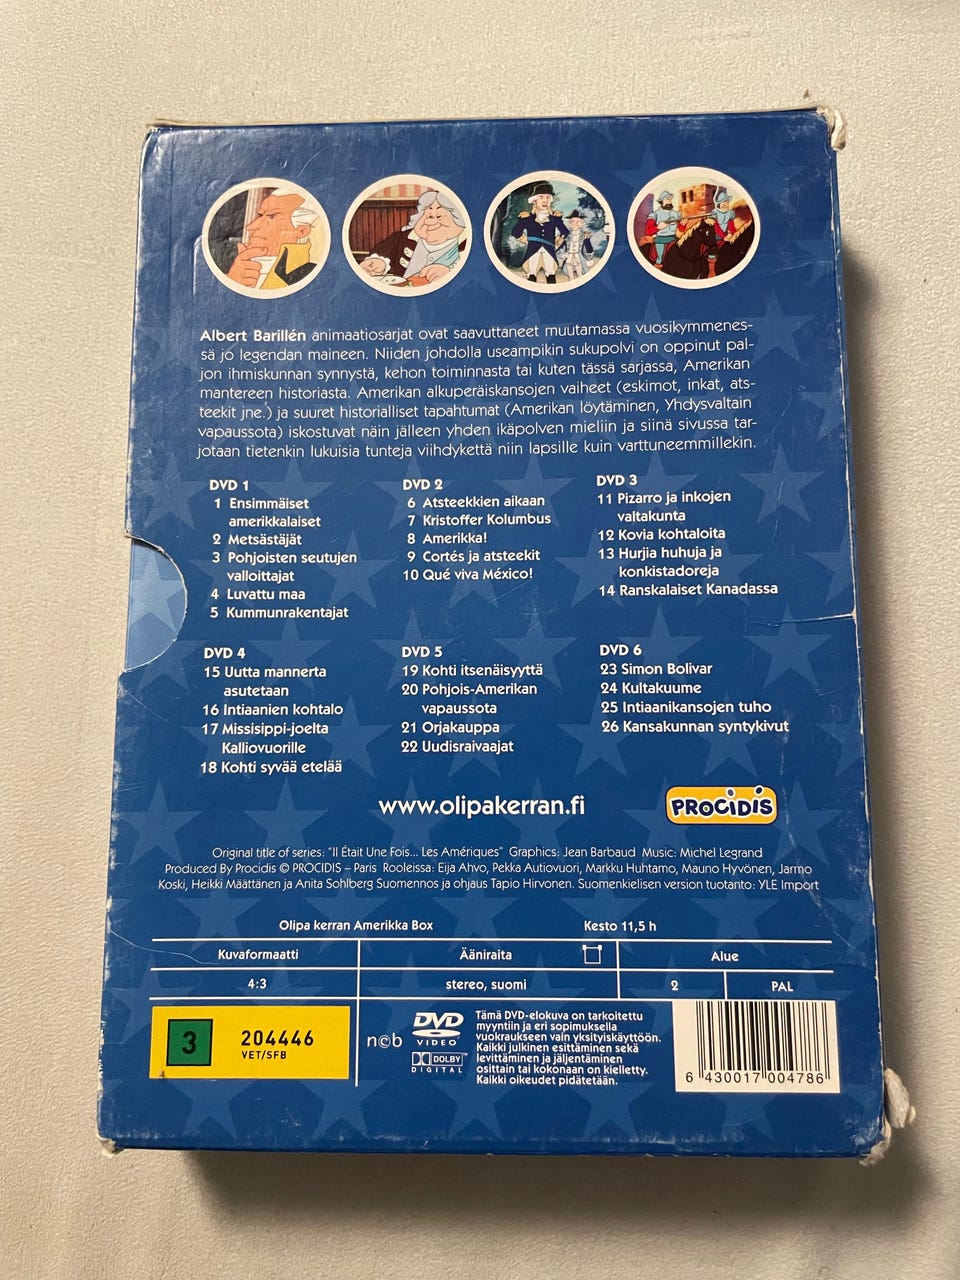 Albert Barillén animaatiosarjat ovat saavuttaneet muutamassa vuosikymmenes-
sä jo legendan maineen. Niiden johdolla useampikin sukupolvi on oppinut pal-
jon ihmiskunnan synnystä, kehon toiminnasta tai kuten tässä sarjassa, Amerikan
mantereen historiasta. Amerikan alkuperäiskansojen vaiheet (eskimot, inkat, ats-
teekit jne.) ja suuret historialliset tapahtumat (Amerikan löytäminen, Yhdysvaltain
vapaussota) iskostuvat näin jälleen yhden ikäpolven mieliin ja siinä sivussa tar-
jotaan tietenkin lukuisia tunteja viihdykettä niin lapsille kuin varttuneemmillekin.
DVD 1
1 Ensimmäiset
amerikkalaiset
2 Metsästäjät
3 Pohjoisten seutujen
valloittajat
4 Luvattu maa
5 Kummunrakentajat
DVD 2
6 Atsteekkien aikaan
7 Kristoffer Kolumbus
8 Amerikka!
9 Cortés ja atsteekit
10 Qué viva México!
DVD 3
11 Pizarro ja inkojen
valtakunta
12 Kovia kohtaloita
13 Hurjia huhuja ja
konkistadoreja
14 Ranskalaiset Kanadassa
DVD 4
15 Uutta mannerta
asutetaan
16 Intiaanien kohtalo
17 Missisippi-joelta
Kalliovuorille
18 Kohti syvää etelää
DVD 5
19 Kohti itsenäisyyttä
20 Pohjois-Amerikan
vapaussota
21 Orjakauppa
22 Uudisraivaajat
DVD 6
23 Simon Bolivar
24 Kultakuume
25 Intiaanikansojen tuho
26 Kansakunnan syntykivut
www.olipakerran.fi
PROCIDIS
Original title of series: "Il Était Une Fois... Les Amériques" Graphics: Jean Barbaud Music: Michel Legrand
Produced By Procidis © PROCIDIS – Paris Rooleissa: Eija Ahvo, Pekka Autiovuori, Markku Huhtamo, Mauno Hyvönen, Jarmo
Koski, Heikki Määttänen ja Anita Sohlberg Suomennos ja ohjaus Tapio Hirvonen. Suomenkielisen version tuotanto: YLE Import
Olipa kerran Amerikka Box Kesto 11,5 h
Kuvaformaatti Ääniraita Alue
4:3 stereo, suomi 2 PAL
3 204446
VET/SFB
ncb
DVD
VIDEO
DOLBY
DIGITAL
Tämä DVD-elokuva on tarkoitettu
myyntiin ja eri sopimuksella
vuokraukseen vain yksityiskäyttöön.
Kaikki julkinen esittäminen sekä
levittäminen ja jäljentäminen
osittain tai kokonaan on kielletty.
Kaikki oikeudet pidätetään.
6 430017 004786